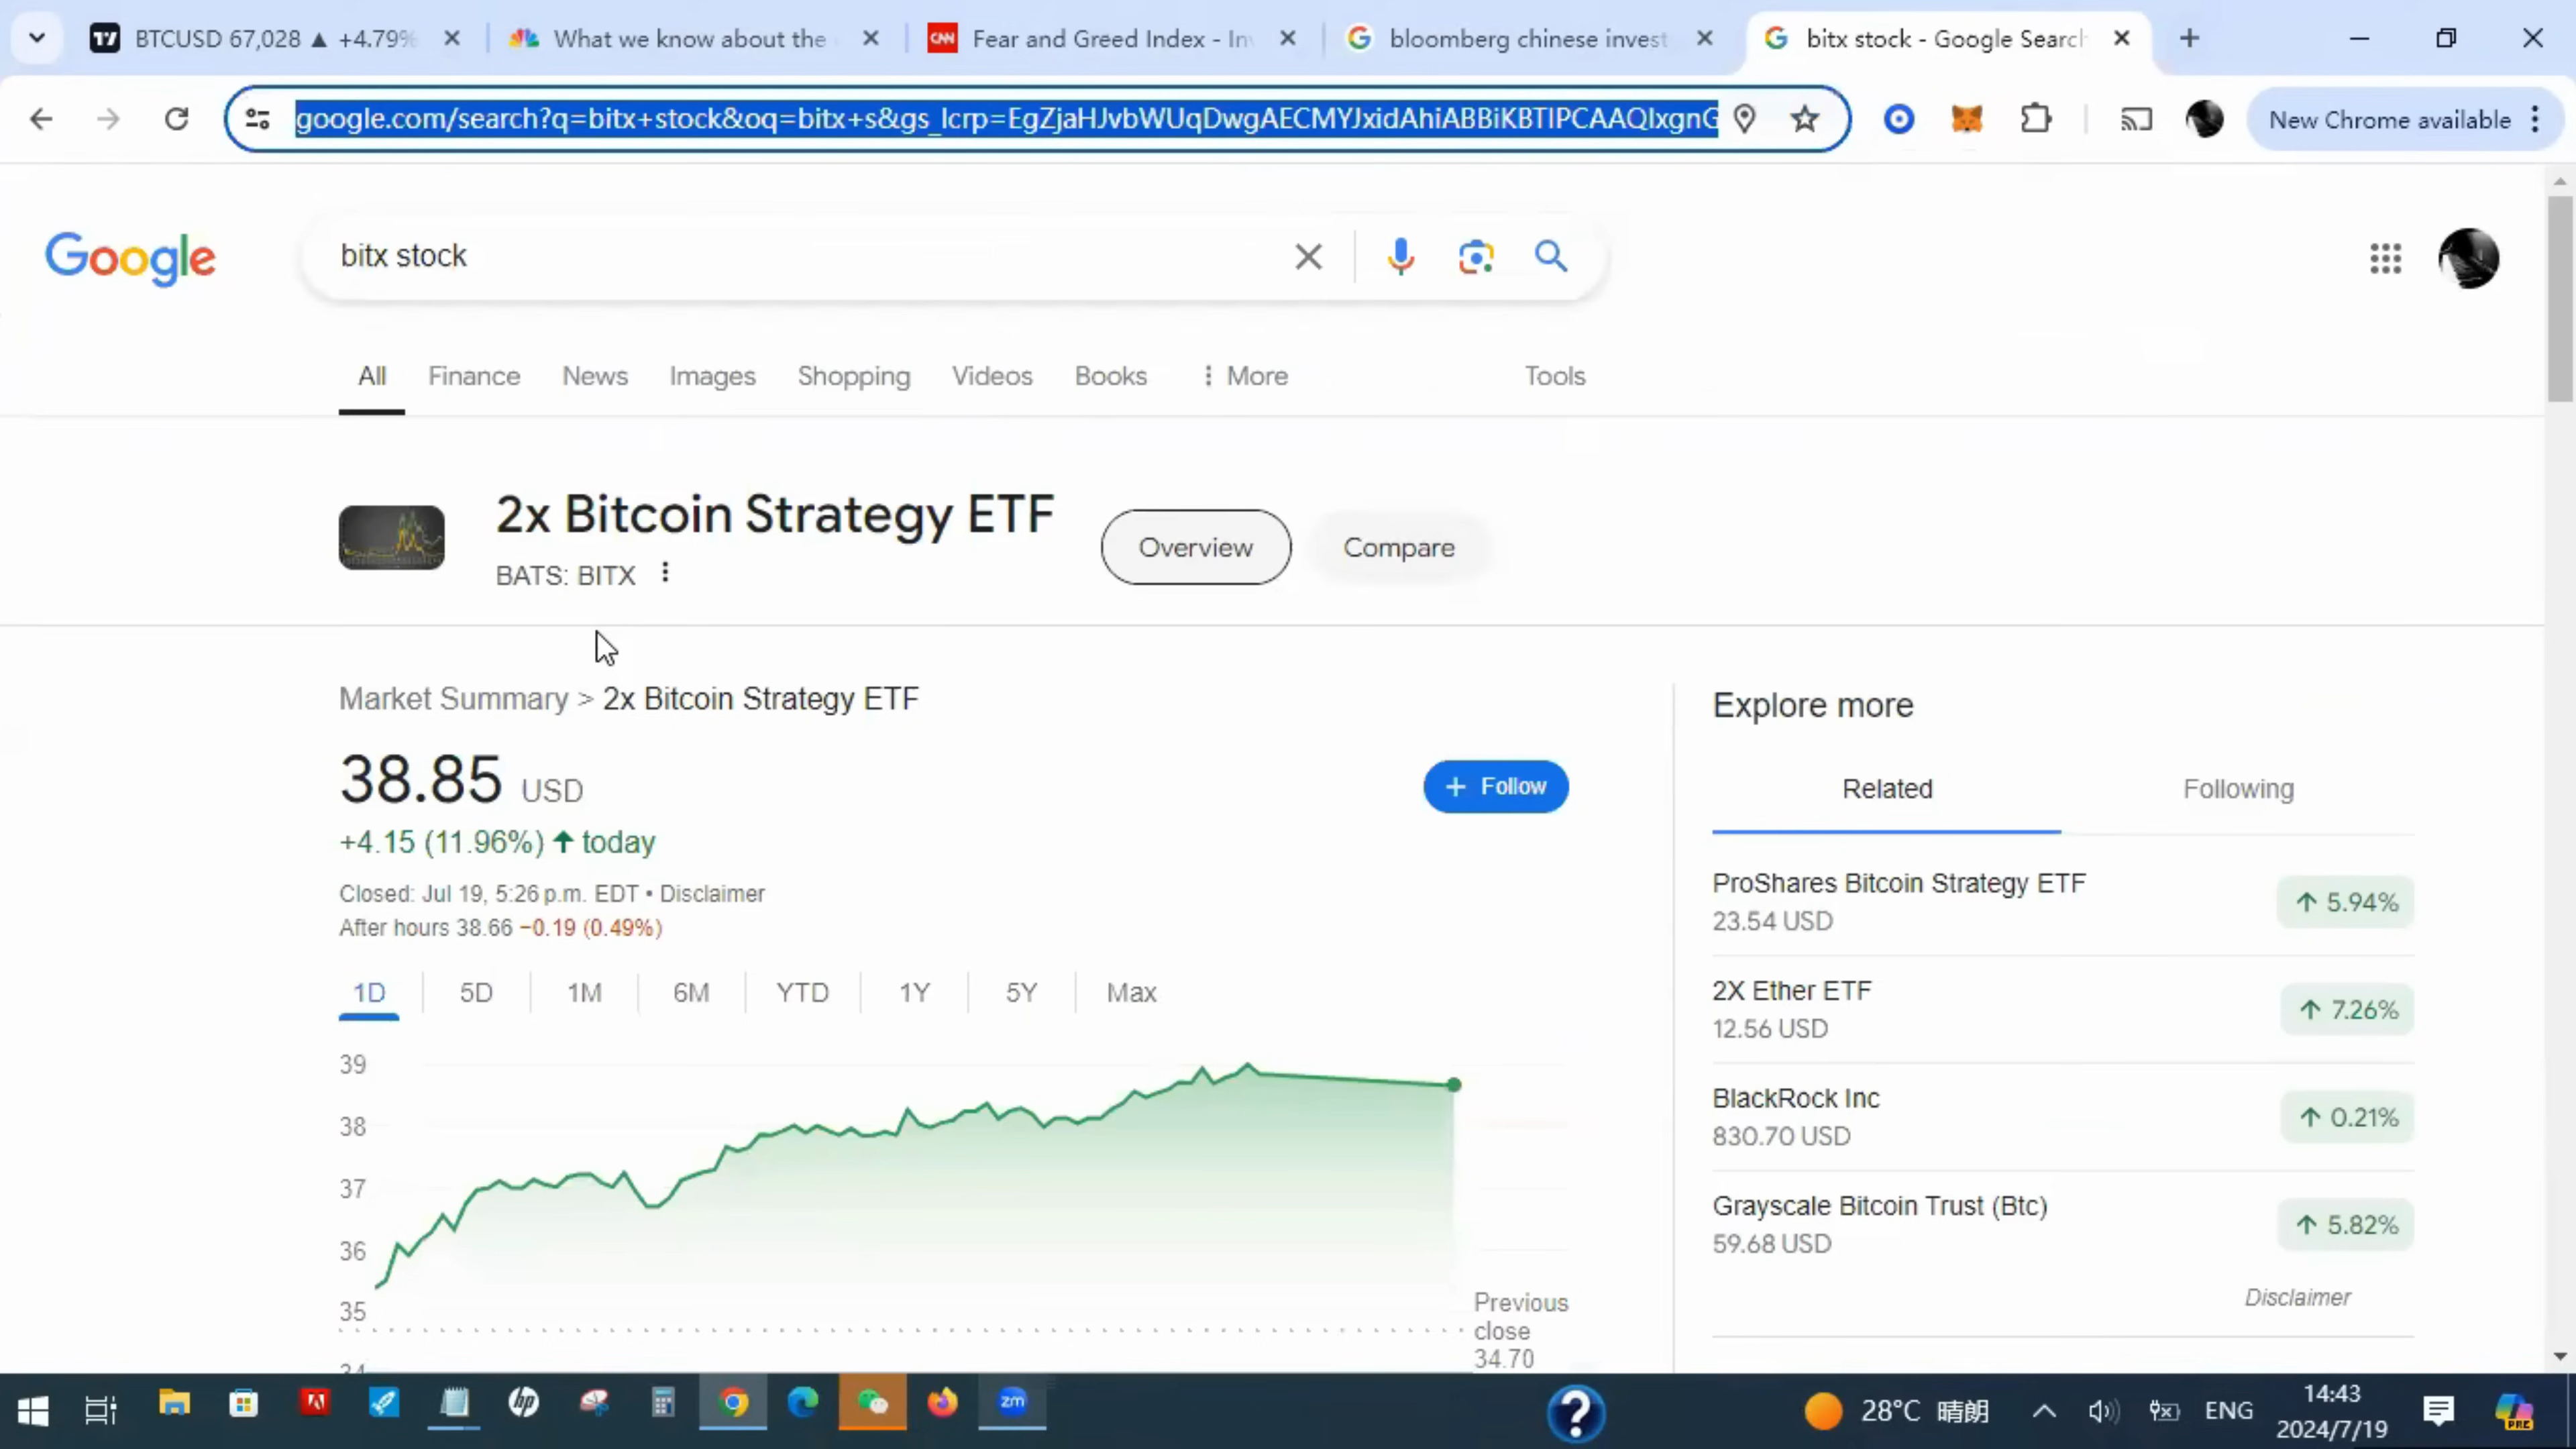 BTCUSD 67,028 ▲ +4.79%
What we know about the
CNN
Fear and Greed Index - Inv
bloomberg chinese invest
bitx stock - Google Search
google.com/search?q=bitx+stock&oq=bitx+s&gs_lcrp=EgZjaHJvbWUqDwgAECMYJxidAhiABBiKBTIPCAAQIxgnG
New Chrome available
Google
bitx stock
All
Finance
News
Images
Shopping
Videos
Books
More
Tools
2x Bitcoin Strategy ETF
BATS: BITX
Overview
Compare
Market Summary > 2x Bitcoin Strategy ETF
38.85 USD
+4.15 (11.96%) ↑ today
Closed: Jul 19, 5:26 p.m. EDT • Disclaimer
After hours 38.66 −0.19 (0.49%)
+ Follow
1D
5D
1M
6M
YTD
1Y
5Y
Max
39
38
37
36
35
34
Previous
close
34.70
Explore more
Related
Following
ProShares Bitcoin Strategy ETF
23.54 USD
↑ 5.94%
2X Ether ETF
12.56 USD
↑ 7.26%
BlackRock Inc
830.70 USD
↑ 0.21%
Grayscale Bitcoin Trust (Btc)
59.68 USD
↑ 5.82%
Disclaimer
hp
zm
28°C 晴朗
ENG
14:43
2024/7/19
PRE